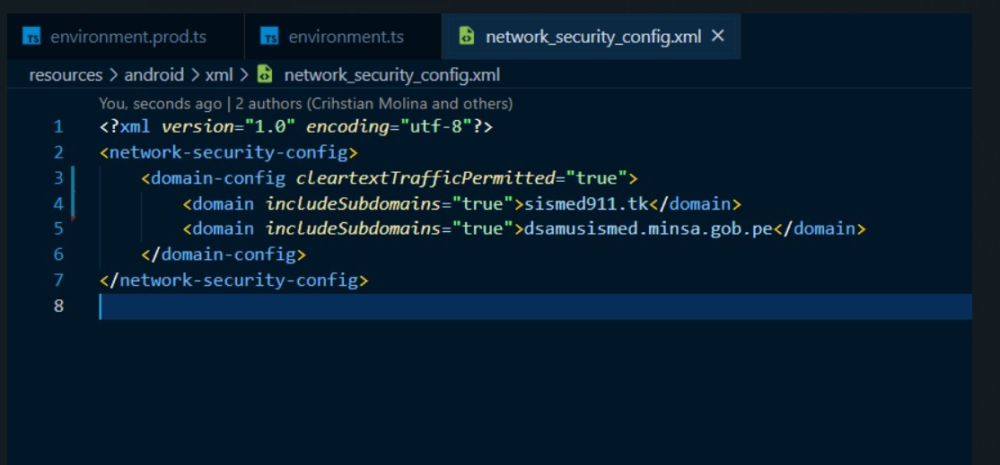 environment.prod.ts environment.ts network_security_config.xml
resources > android > xml > network_security_config.xml
You, seconds ago | 2 authors (Crihstian Molina and others)
1 <?xml version="1.0" encoding="utf-8"?>
2 <network-security-config>
3     <domain-config cleartextTrafficPermitted="true">
4         <domain includeSubdomains="true">sismed911.tk</domain>
5         <domain includeSubdomains="true">dsamusismed.minsa.gob.pe</domain>
6     </domain-config>
7 </network-security-config>
8